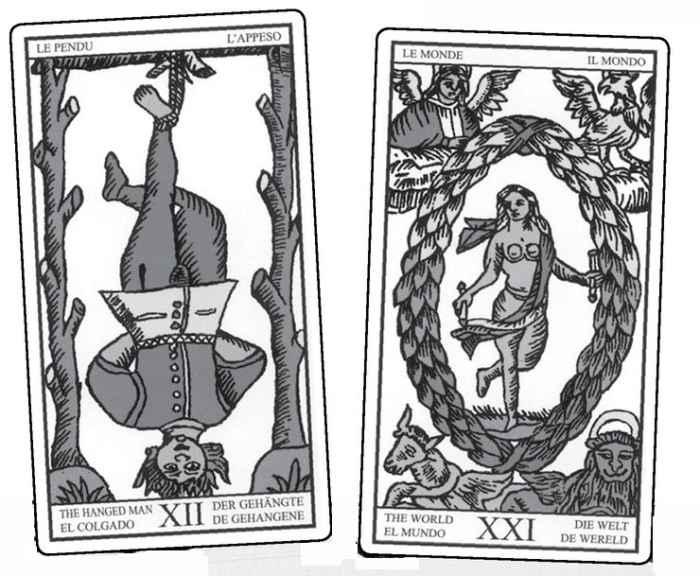 LE PENDU
L'APPESO
THE HANGED MAN
EL COLGADO
XII
DER GEHÄNGTE
DE GEHANGENE
LE MONDE
IL MONDO
THE WORLD
EL MUNDO
XXI
DIE WELT
DE WERELD